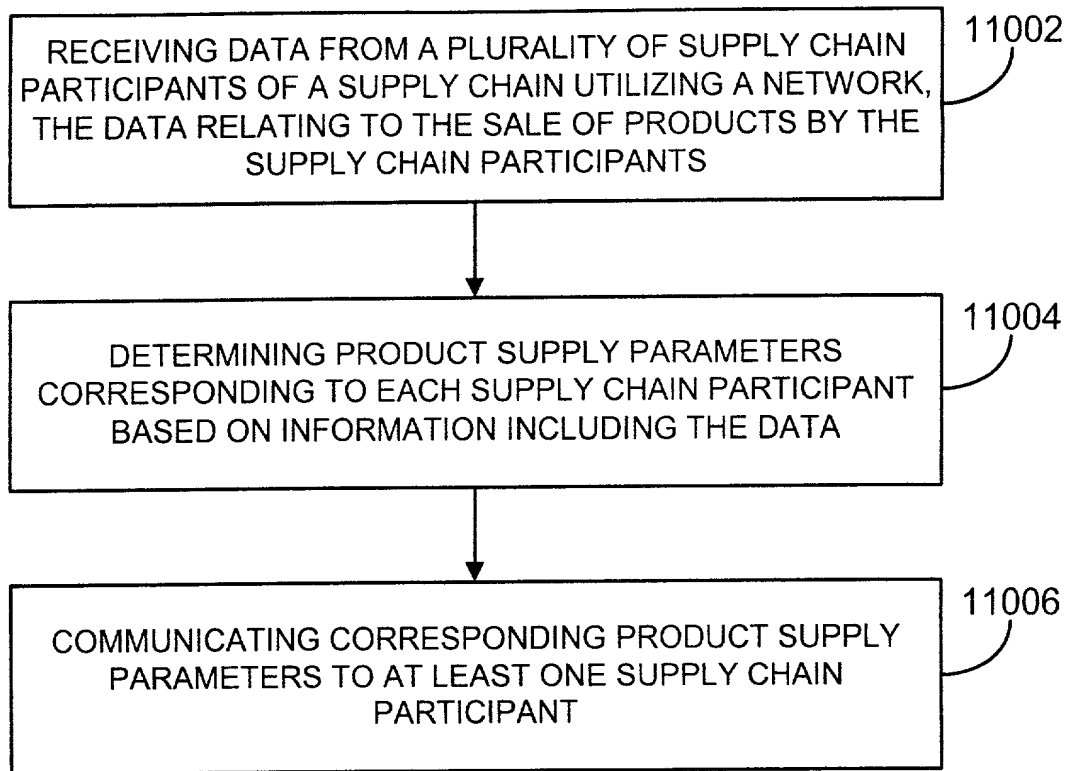 RECEIVING DATA FROM A PLURALITY OF SUPPLY CHAIN
PARTICIPANTS OF A SUPPLY CHAIN UTILIZING A NETWORK,
THE DATA RELATING TO THE SALE OF PRODUCTS BY THE
SUPPLY CHAIN PARTICIPANTS
11002
DETERMINING PRODUCT SUPPLY PARAMETERS
CORRESPONDING TO EACH SUPPLY CHAIN PARTICIPANT
BASED ON INFORMATION INCLUDING THE DATA
11004
COMMUNICATING CORRESPONDING PRODUCT SUPPLY
PARAMETERS TO AT LEAST ONE SUPPLY CHAIN
PARTICIPANT
11006